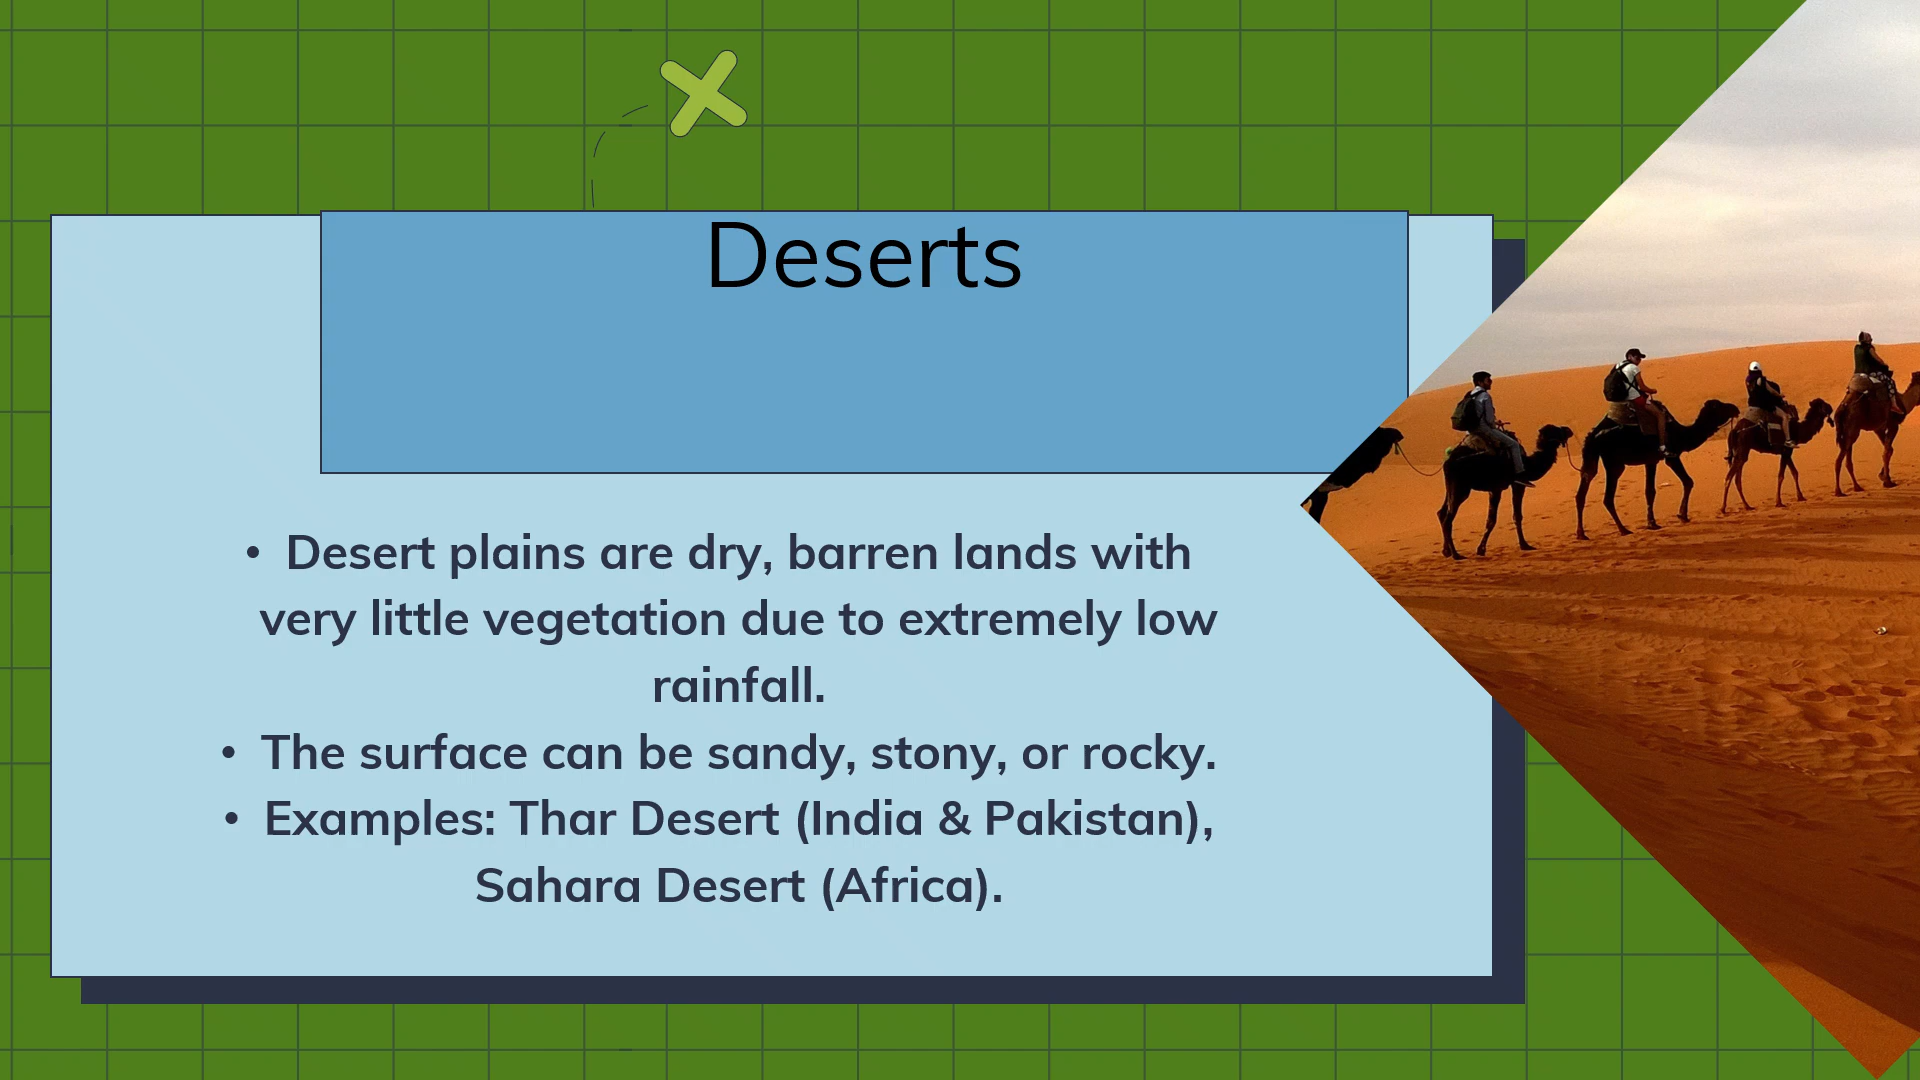 Deserts
• Desert plains are dry, barren lands with
very little vegetation due to extremely low
rainfall.
• The surface can be sandy, stony, or rocky.
• Examples: Thar Desert (India & Pakistan),
Sahara Desert (Africa).